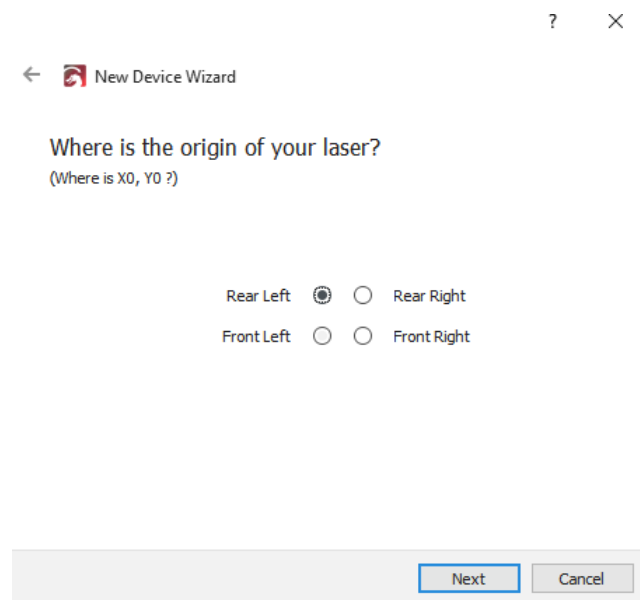 ?
New Device Wizard
Where is the origin of your laser?
(Where is X0, Y0 ?)
Rear Left Rear Right
Front Left Front Right
Next Cancel